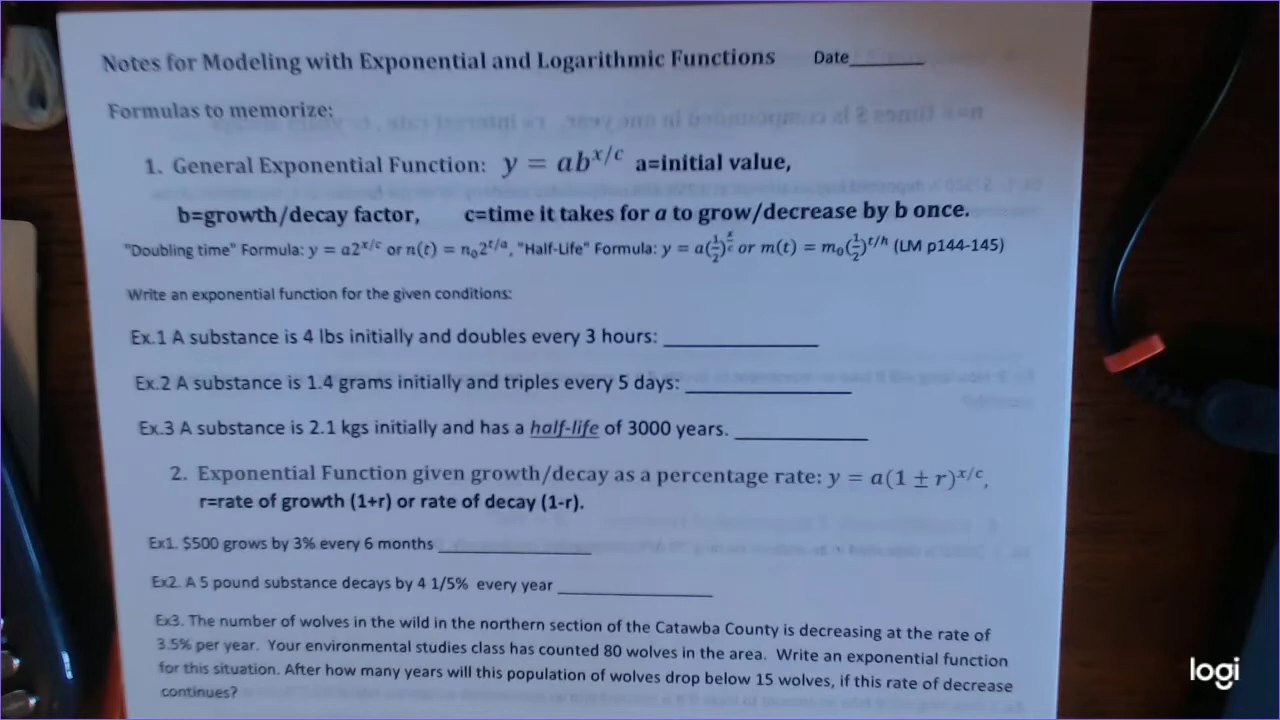 Notes for Modeling with Exponential and Logarithmic Functions Date______
Formulas to memorize:
1. General Exponential Function: y = ab^{x/c} a=initial value,
b=growth/decay factor, c=time it takes for a to grow/decrease by b once.
"Doubling time" Formula: y = a2^{x/c} or n(t) = n₀2^{t/a}, "Half-Life" Formula: y = a(1/2)^{x/c} or m(t) = m₀(1/2)^{t/h} (LM p144-145)
Write an exponential function for the given conditions:
Ex.1 A substance is 4 lbs initially and doubles every 3 hours: ____________
Ex.2 A substance is 1.4 grams initially and triples every 5 days: ____________
Ex.3 A substance is 2.1 kgs initially and has a half-life of 3000 years. ____________
2. Exponential Function given growth/decay as a percentage rate: y = a(1 ± r)^{x/c},
r=rate of growth (1+r) or rate of decay (1-r).
Ex1. $500 grows by 3% every 6 months ____________
Ex2. A 5 pound substance decays by 4 1/5% every year ____________
Ex3. The number of wolves in the wild in the northern section of the Catawba County is decreasing at the rate of
3.5% per year. Your environmental studies class has counted 80 wolves in the area. Write an exponential function
for this situation. After how many years will this population of wolves drop below 15 wolves, if this rate of decrease
continues?
logi